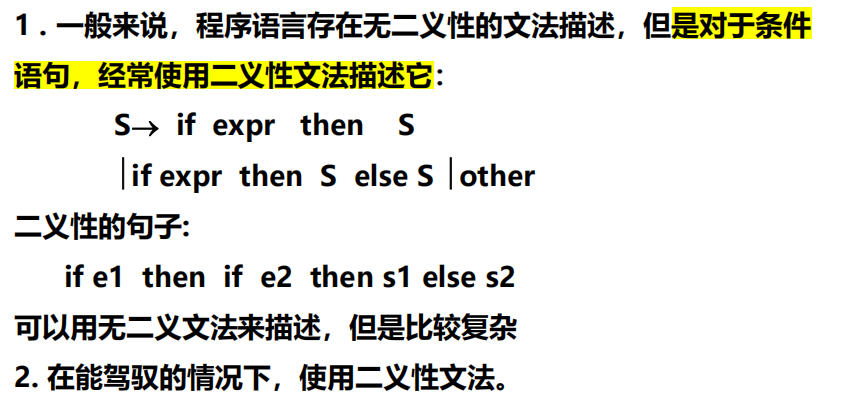 1 . 一般来说，程序语言存在无二义性的文法描述，但是对于条件
语句，经常使用二义性文法描述它：
S→ if expr then S
|if expr then S else S |other
二义性的句子:
if e1 then if e2 then s1 else s2
可以用无二义文法来描述，但是比较复杂
2. 在能驾驭的情况下，使用二义性文法。